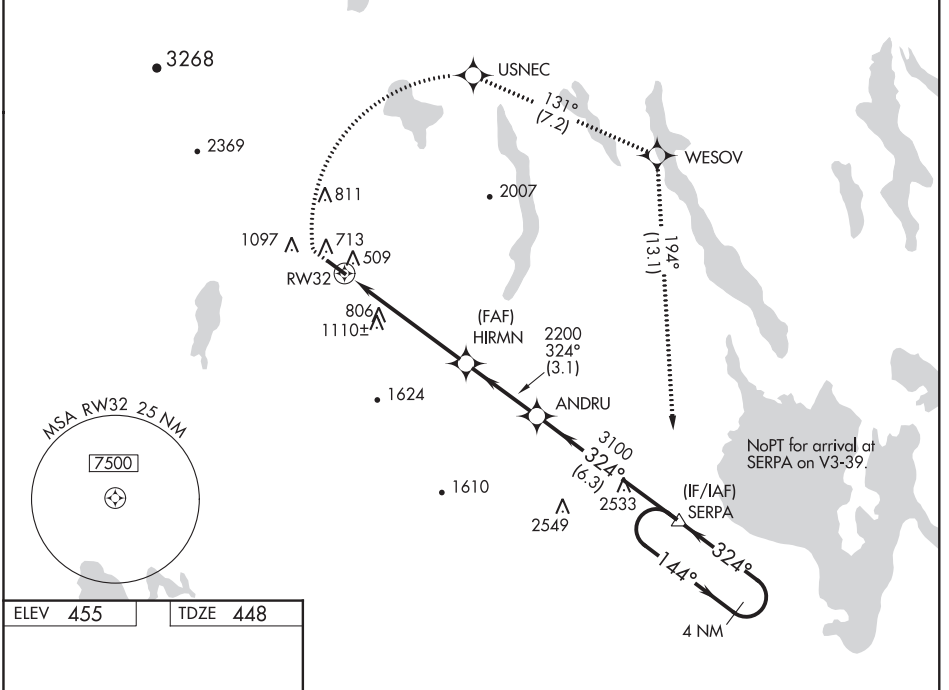 3268
USNEC
131°
(7.2)
2369
WESOV
2007
811
1097
713
509
RW32
194°
(13.1)
806
1110±
(FAF)
HIRMN
2200
324°
(3.1)
1624
ANDRU
MSA RW32 25 NM
7500
3100
324°
(6.3)
NoPT for arrival at
SERPA on V3-39.
1610
2549
2533
(IF/IAF)
SERPA
324°
144°
4 NM
ELEV 455
TDZE 448